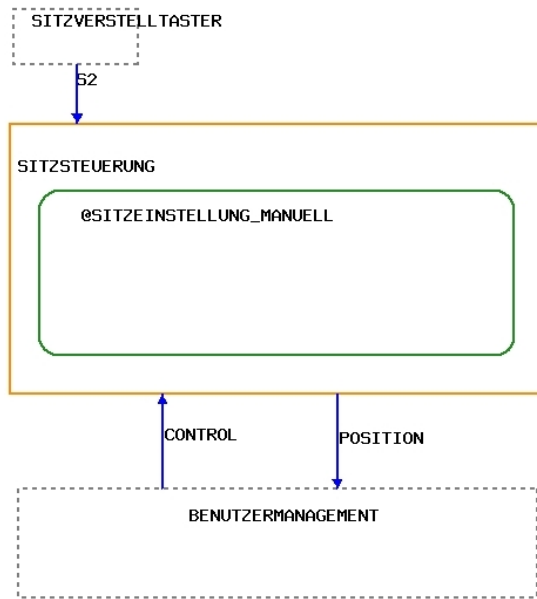 SITZVERSTELLTASTER
S2
SITZSTEUERUNG
@SITZEINSTELLUNG_MANUELL
CONTROL
POSITION
BENUTZERMANAGEMENT